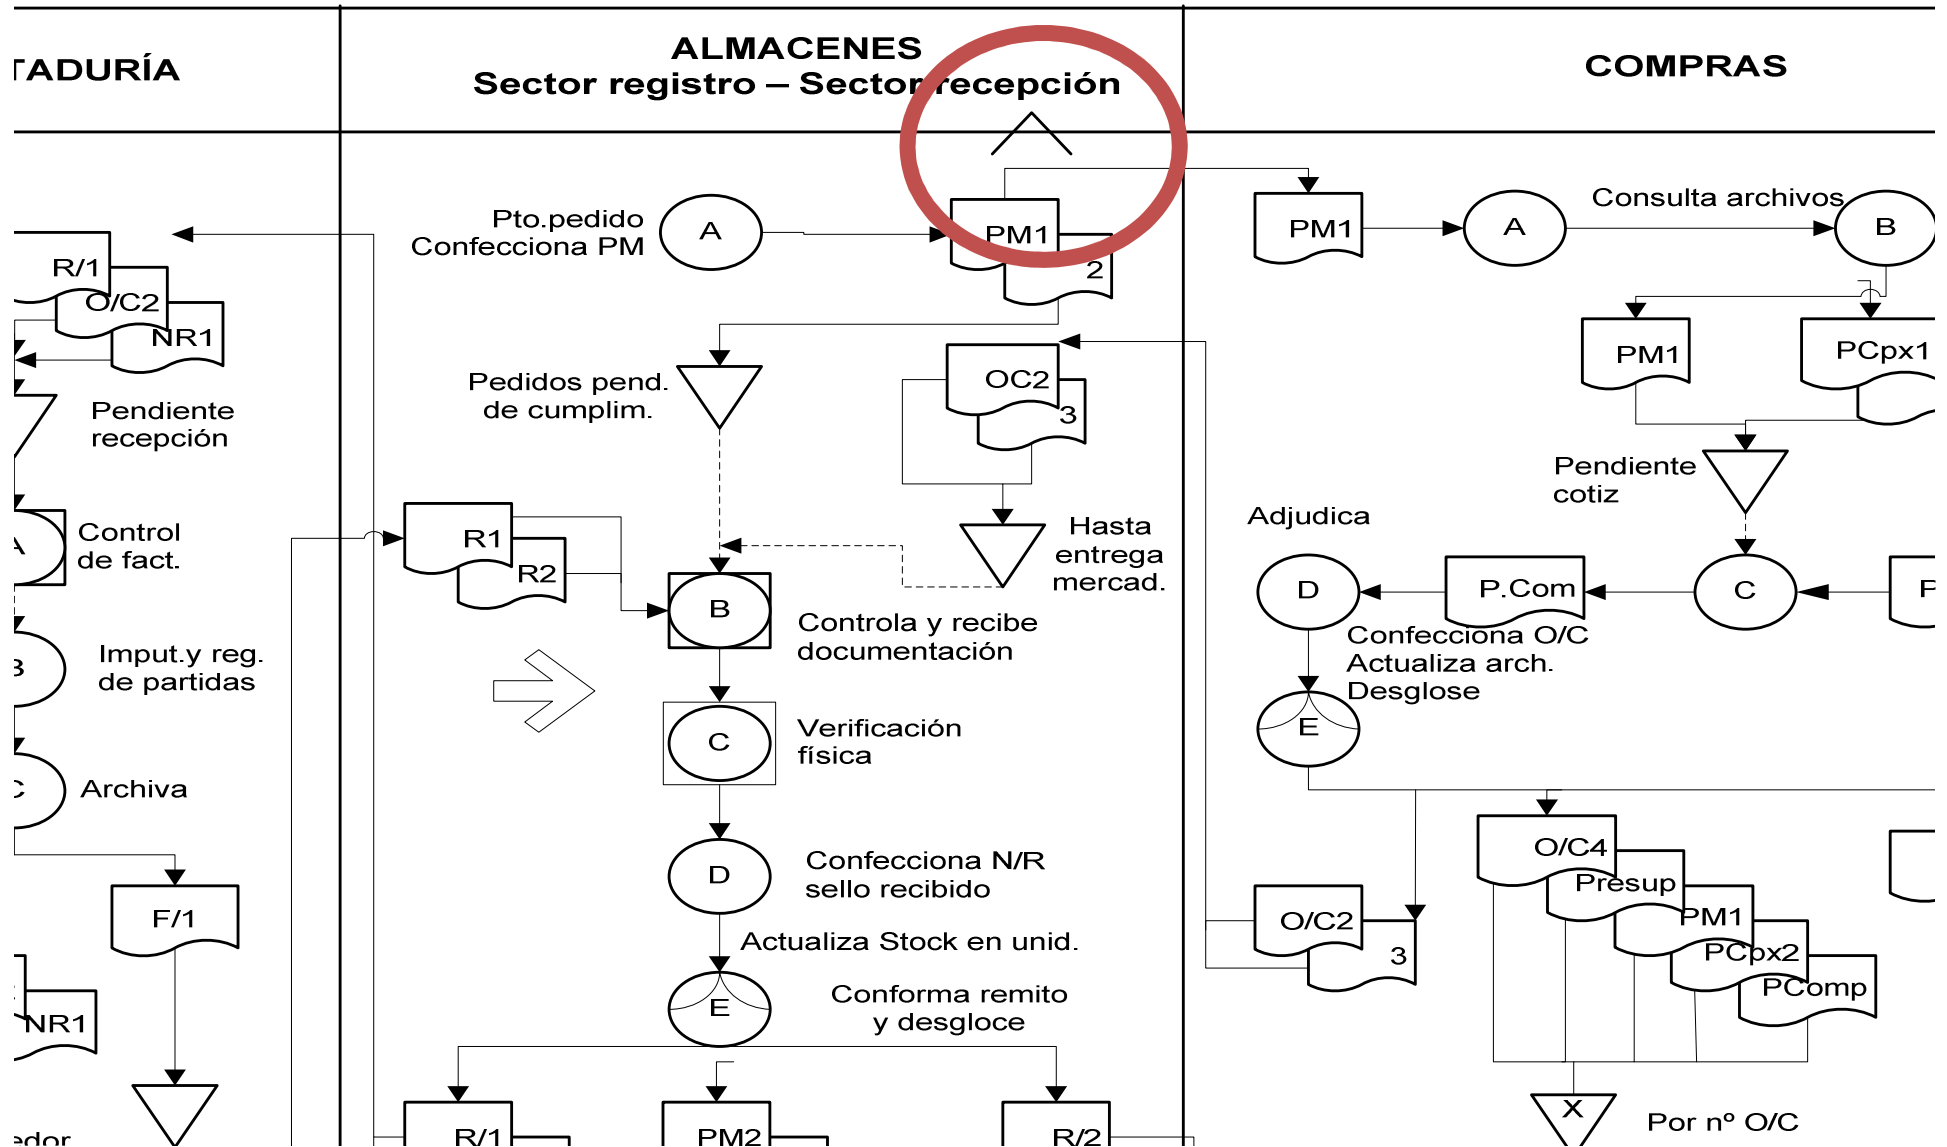 TADURÍA
ALMACENES
Sector registro – Sector recepción
COMPRAS
R/1
O/C2
NR1
Pendiente
recepción
A
Control
de fact.
B
Imput.y reg.
de partidas
C
Archiva
F/1
NR1
edor
Pto.pedido
Confecciona PM
A
PM1
2
Pedidos pend.
de cumplim.
OC2
3
R1
R2
Hasta
entrega
mercad.
B
Controla y recibe
documentación
C
Verificación
física
D
Confecciona N/R
sello recibido
Actualiza Stock en unid.
E
Conforma remito
y desgloce
R/1
PM2
R/2
PM1
A
Consulta archivos
B
PM1
PCpx1
Pendiente
cotiz
Adjudica
D
P.Com
C
P
Confecciona O/C
Actualiza arch.
Desglose
E
O/C4
Presup
PM1
PCpx2
PComp
O/C2
3
X
Por nº O/C